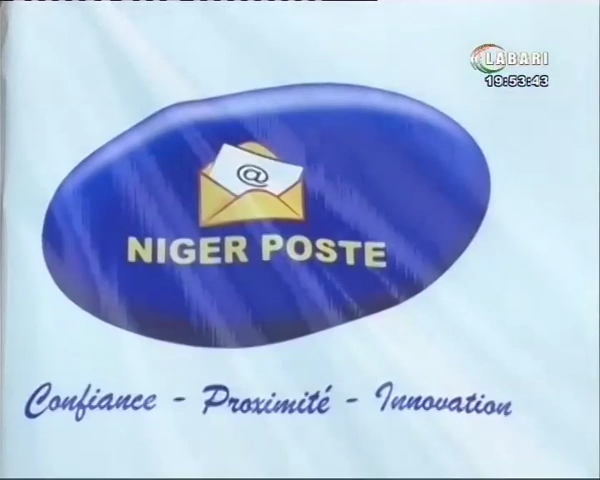 LABARI
19:53:43
@
NIGER POSTE
Confiance - Proximité - Innovation